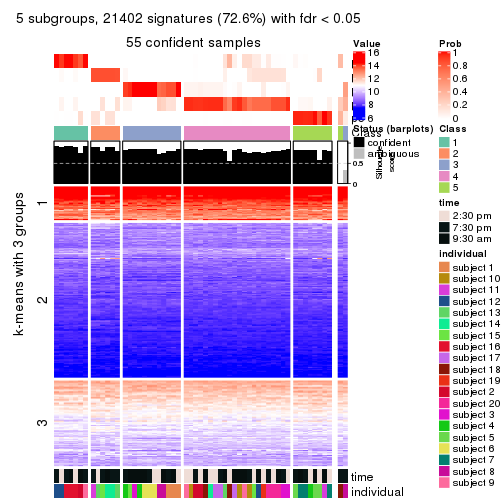 5 subgroups, 21402 signatures (72.6%) with fdr < 0.05
55 confident samples
k-means with 3 groups
1
2
3
Value
16
14
12
10
8
6
Status (barplots)
confident
ambiguous
Class
0.5
0
Silhouette
score
Prob
1
0.8
0.6
0.4
0.2
0
Class
1
2
3
4
5
time
2:30 pm
7:30 pm
9:30 am
individual
subject 1
subject 10
subject 11
subject 12
subject 13
subject 14
subject 15
subject 16
subject 17
subject 18
subject 19
subject 2
subject 20
subject 3
subject 4
subject 5
subject 6
subject 7
subject 8
subject 9
time
individual